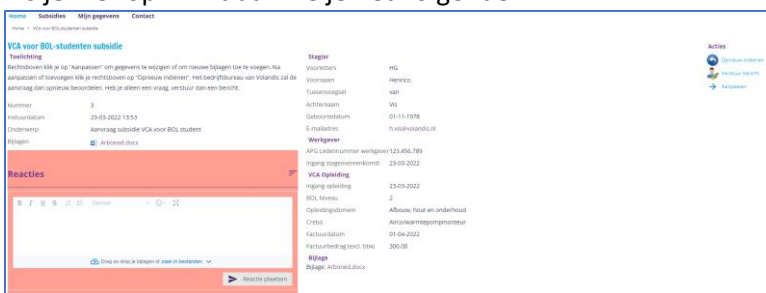 Home Subsidies Mijn gegevens Contact
Home > VCA voor BOL-studenten subsidie
VCA voor BOL-studenten subsidie
Toelichting
Rechtsboven klik je op "Aanpassen" om gegevens te wijzigen of om nieuwe bijlagen toe te voegen. Na
aanpassen of toevoegen klik je rechtsboven op "Opnieuw indienen". Het bedrijfsbureau van Volandis zal de
aanvraag dan opnieuw beoordelen. Heb je alleen een vraag, verstuur dan een bericht.
Nummer 3
Instuurdatum 23-03-2022 13:53
Onderwerp Aanvraag subsidie VCA voor BOL student
Bijlagen Arboned.docx
Reacties
B I U S
Drag en drop je bijlagen of zoek in bestanden
Reactie plaatsen
Stagiar
Voorletters HG
Voornaam Henrico
Tussenvoegsel van
Achternaam Vis
Geboortedatum 01-11-1978
E-mailadres h.vis@volandis.nl
Werkgever
APG Ledennummer werkgever 123.456.789
Ingang stageovereenkomst 23-03-2022
VCA Opleiding
Ingang opleiding 23-03-2022
BOL Niveau 2
Opleidingsdomein Afbouw, hout en onderhoud
Crebo Airco/warmtepompmonteur
Factuurdatum 01-04-2022
Factuurbedrag (excl. btw) 300,00
Bijlage
Bijlage: Arboned.docx
Acties
Opnieuw indienen
Verstuur bericht
Aanpassen